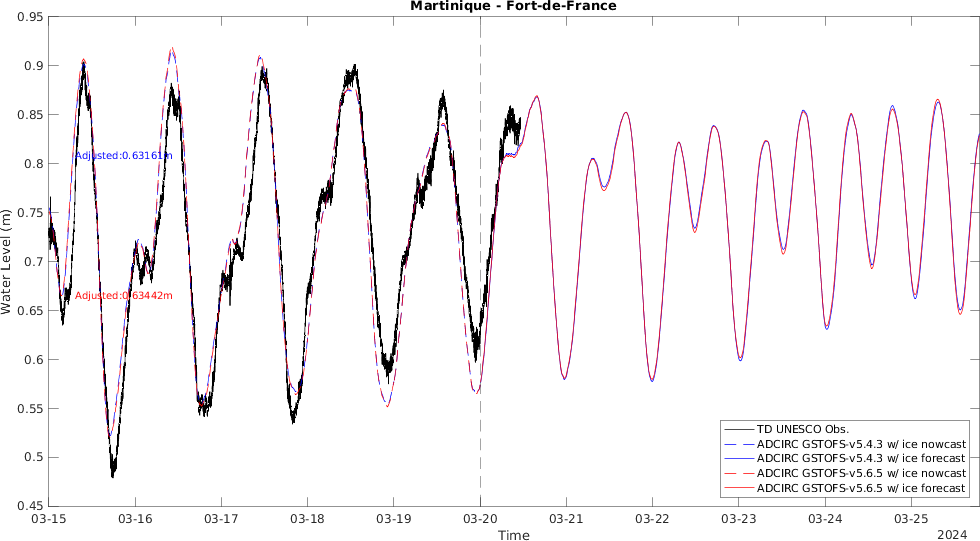 Martinique - Fort-de-France
0.95
0.9
0.85
0.8
0.75
0.7
0.65
0.6
0.55
0.5
0.45
Water Level (m)
Adjusted:0.63161m
Adjusted:0.63442m
TD UNESCO Obs.
ADCIRC GSTOFS-v5.4.3 w/ ice nowcast
ADCIRC GSTOFS-v5.4.3 w/ ice forecast
ADCIRC GSTOFS-v5.6.5 w/ ice nowcast
ADCIRC GSTOFS-v5.6.5 w/ ice forecast
03-15 03-16 03-17 03-18 03-19 03-20 03-21 03-22 03-23 03-24 03-25
Time
2024